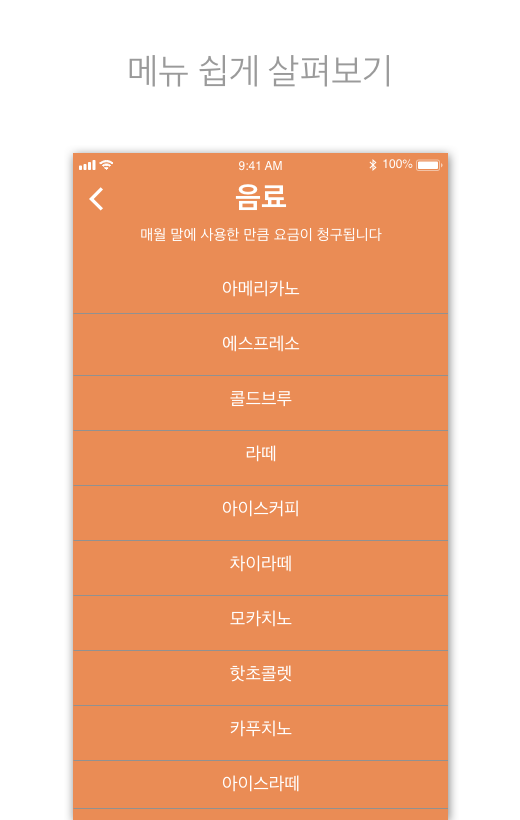 메뉴 쉽게 살펴보기
9:41 AM
100%
음료
매월 말에 사용한 만큼 요금이 청구됩니다
아메리카노
에스프레소
콜드브루
라떼
아이스커피
차이라떼
모카치노
핫초콜렛
카푸치노
아이스라떼